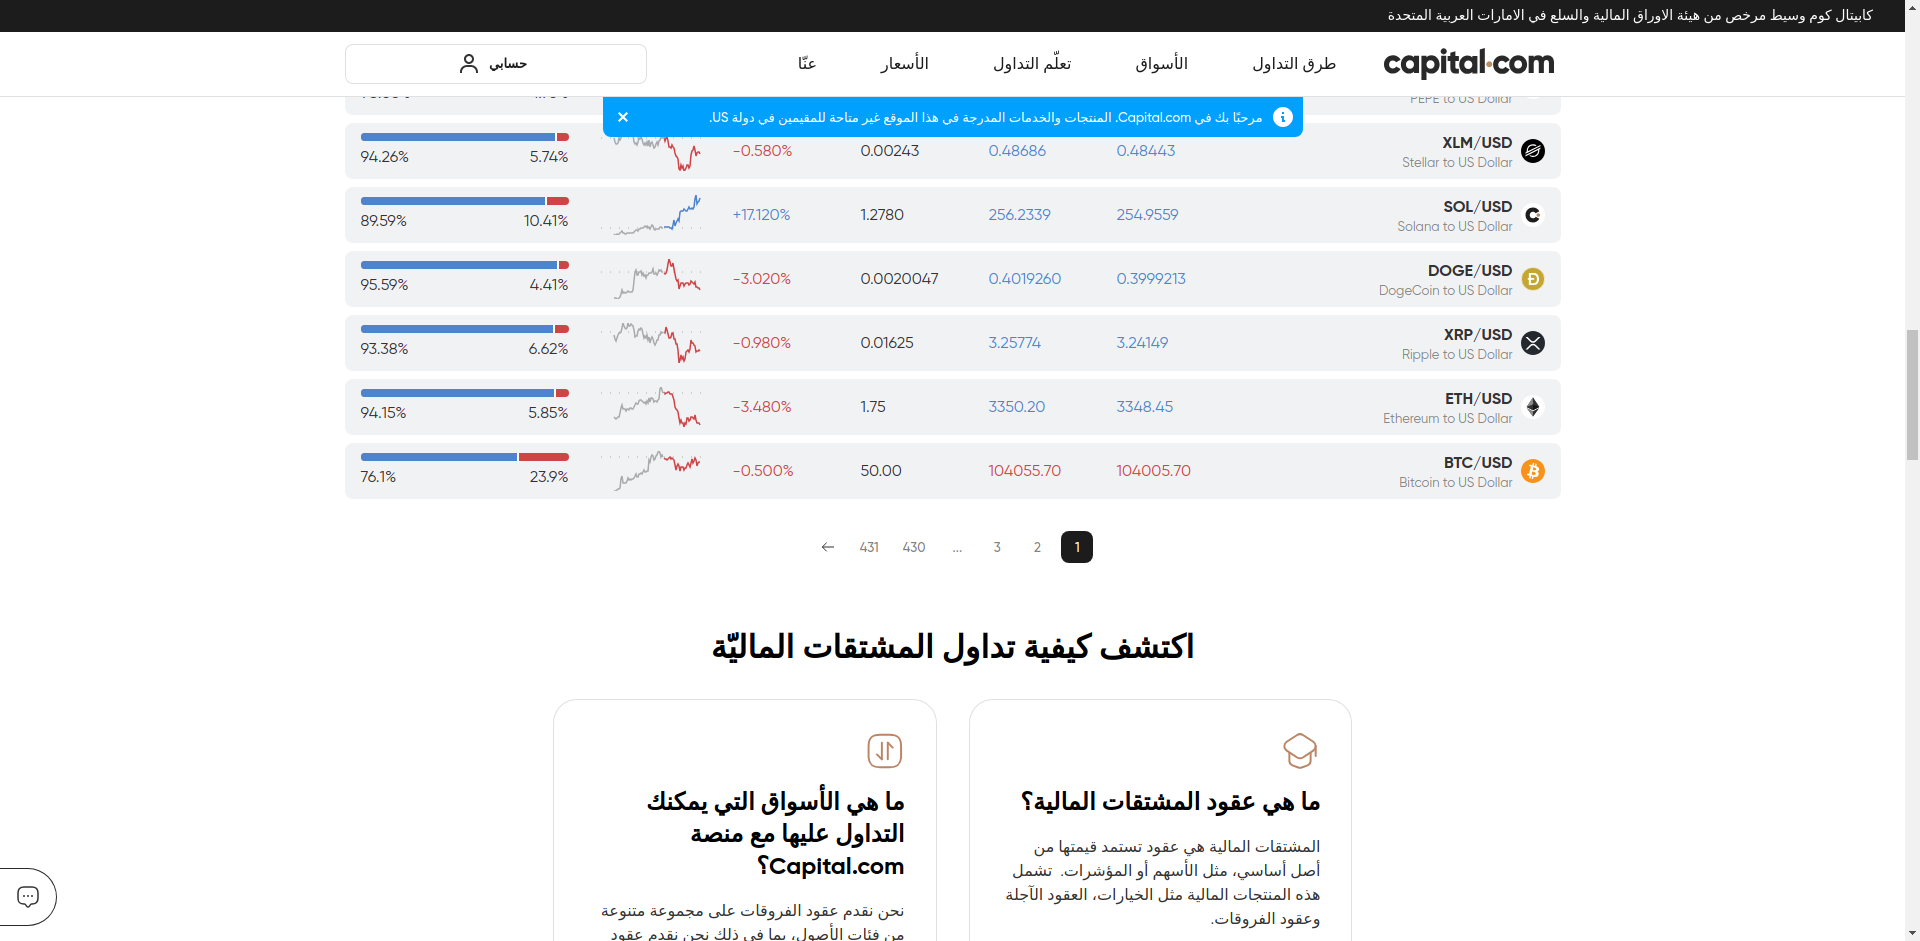 كابيتال كوم وسيط مرخص من هيئة الاوراق المالية والسلع في الامارات العربية المتحدة
capital.com
طرق التداول
الأسواق
تعلّم التداول
الأسعار
عنّا
حسابي
مرحبًا بك في Capital.com. المنتجات والخدمات المدرجة في هذا الموقع غير متاحة للمقيمين في دولة US.
PEPE to US Dollar
XLM/USD
Stellar to US Dollar
0.48443
0.48686
0.00243
-0.580%
5.74%
94.26%
SOL/USD
Solana to US Dollar
254.9559
256.2339
1.2780
+17.120%
10.41%
89.59%
DOGE/USD
DogeCoin to US Dollar
0.3999213
0.4019260
0.0020047
-3.020%
4.41%
95.59%
XRP/USD
Ripple to US Dollar
3.24149
3.25774
0.01625
-0.980%
6.62%
93.38%
ETH/USD
Ethereum to US Dollar
3348.45
3350.20
1.75
-3.480%
5.85%
94.15%
BTC/USD
Bitcoin to US Dollar
104005.70
104055.70
50.00
-0.500%
23.9%
76.1%
1
2
3
...
430
431
اكتشف كيفية تداول المشتقات الماليّة
ما هي عقود المشتقات المالية؟
المشتقات المالية هي عقود تستمد قيمتها من
أصل أساسي، مثل الأسهم أو المؤشرات. تشمل
هذه المنتجات المالية مثل الخيارات، العقود الآجلة
وعقود الفروقات.
ما هي الأسواق التي يمكنك
التداول عليها مع منصة
Capital.com؟
نحن نقدم عقود الفروقات على مجموعة متنوعة
من فئات الأصول، بما في ذلك نحن نقدم عقود